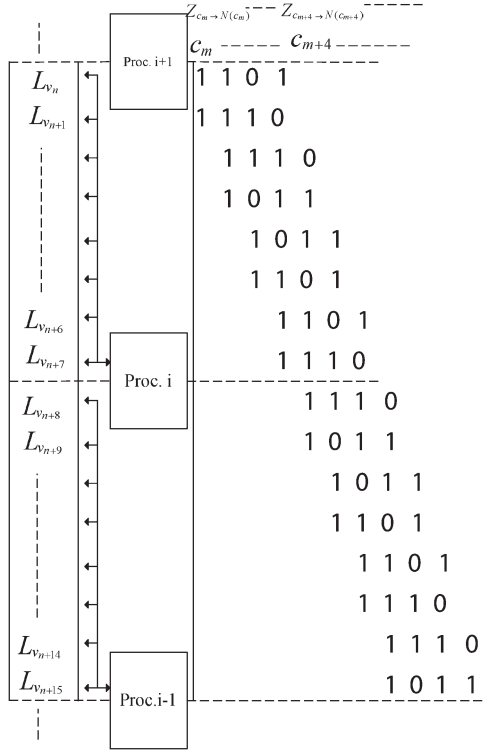 Z_{c_m→N(c_m)} Z_{c_{m+4}→N(c_{m+4})}
c_m c_{m+4}
Proc. i+1
L_{v_n} 1 1 0 1
L_{v_{n+1}} 1 1 1 0
1 1 1 0
1 0 1 1
1 0 1 1
1 1 0 1
L_{v_{n+6}} 1 1 0 1
L_{v_{n+7}} 1 1 1 0
Proc. i
L_{v_{n+8}} 1 1 1 0
L_{v_{n+9}} 1 0 1 1
1 0 1 1
1 1 0 1
1 1 0 1
1 1 1 0
L_{v_{n+14}} 1 1 1 0
L_{v_{n+15}} 1 0 1 1
Proc.i-1